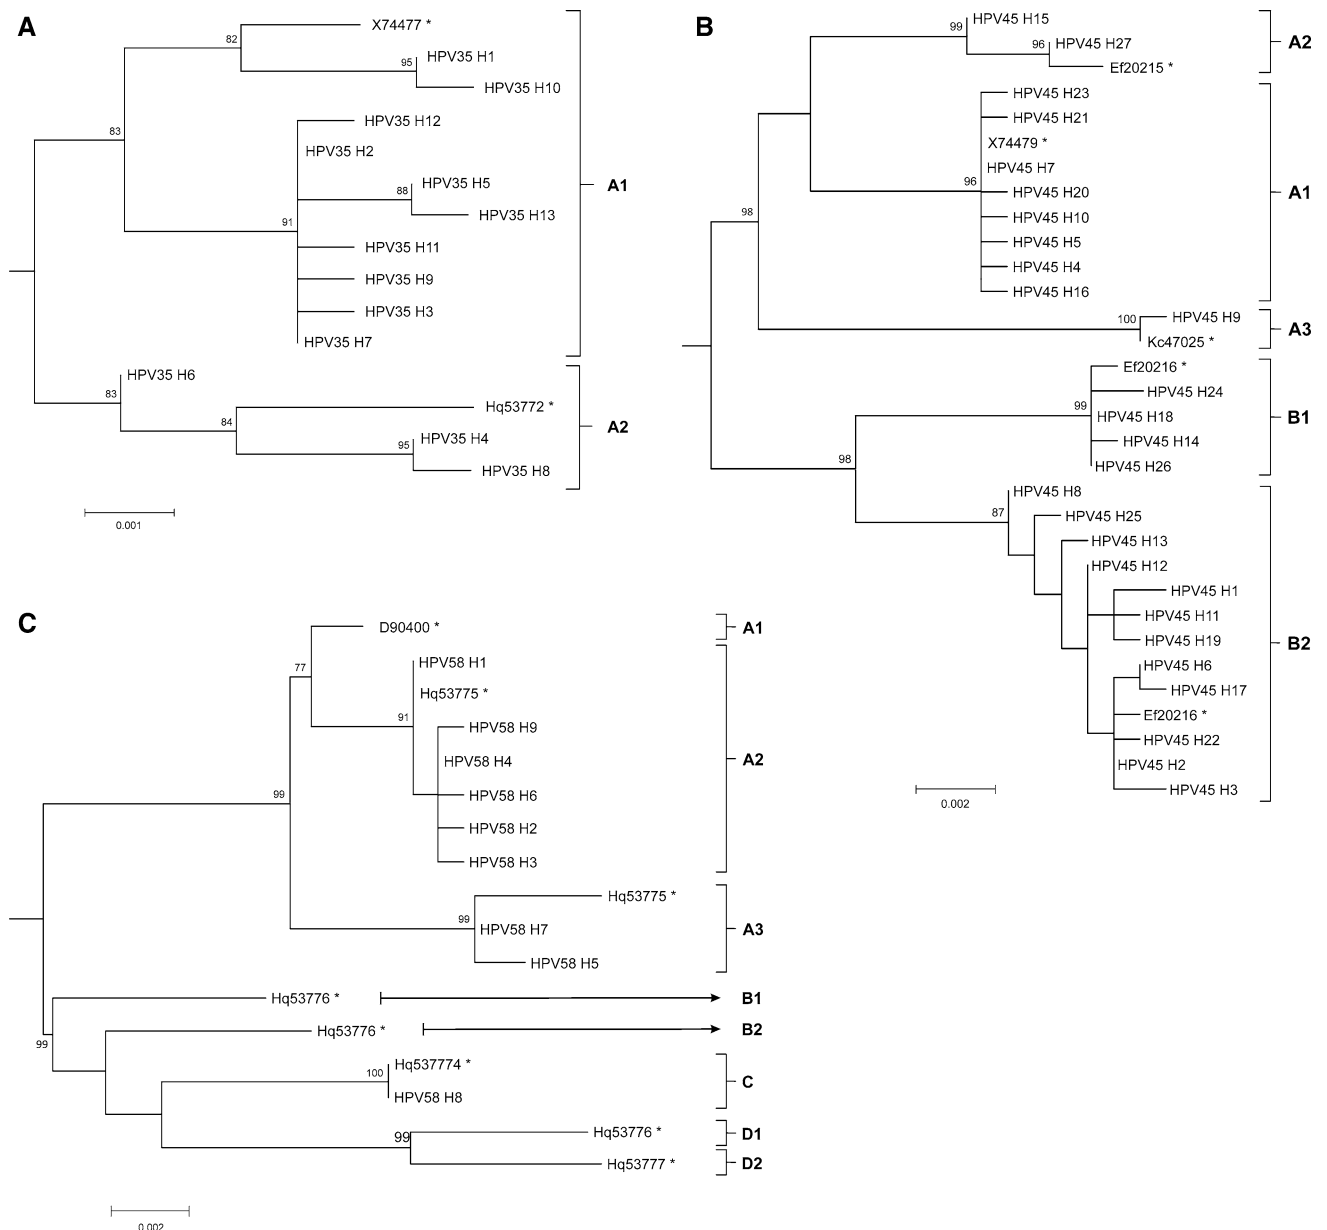 A
82
X74477 *
95
HPV35 H1
HPV35 H10
83
HPV35 H12
HPV35 H2
88
HPV35 H5
HPV35 H13
91
HPV35 H11
HPV35 H9
HPV35 H3
HPV35 H7
A1
83
HPV35 H6
84
Hq53772 *
95
HPV35 H4
HPV35 H8
A2
0.001
B
99
HPV45 H15
96
HPV45 H27
Ef20215 *
A2
HPV45 H23
HPV45 H21
X74479 *
HPV45 H7
96
HPV45 H20
HPV45 H10
HPV45 H5
HPV45 H4
HPV45 H16
A1
98
100
HPV45 H9
Kc47025 *
A3
Ef20216 *
HPV45 H24
99
HPV45 H18
HPV45 H14
HPV45 H26
B1
98
87
HPV45 H8
HPV45 H25
HPV45 H13
HPV45 H12
HPV45 H1
HPV45 H11
HPV45 H19
HPV45 H6
HPV45 H17
Ef20216 *
HPV45 H22
HPV45 H2
HPV45 H3
B2
0.002
C
77
D90400 *
A1
91
HPV58 H1
Hq53775 *
HPV58 H9
HPV58 H4
HPV58 H6
HPV58 H2
HPV58 H3
A2
99
Hq53775 *
99
HPV58 H7
HPV58 H5
A3
Hq53776 *
B1
99
Hq53776 *
B2
100
Hq537774 *
HPV58 H8
C
99
Hq53776 *
D1
Hq53777 *
D2
0.002